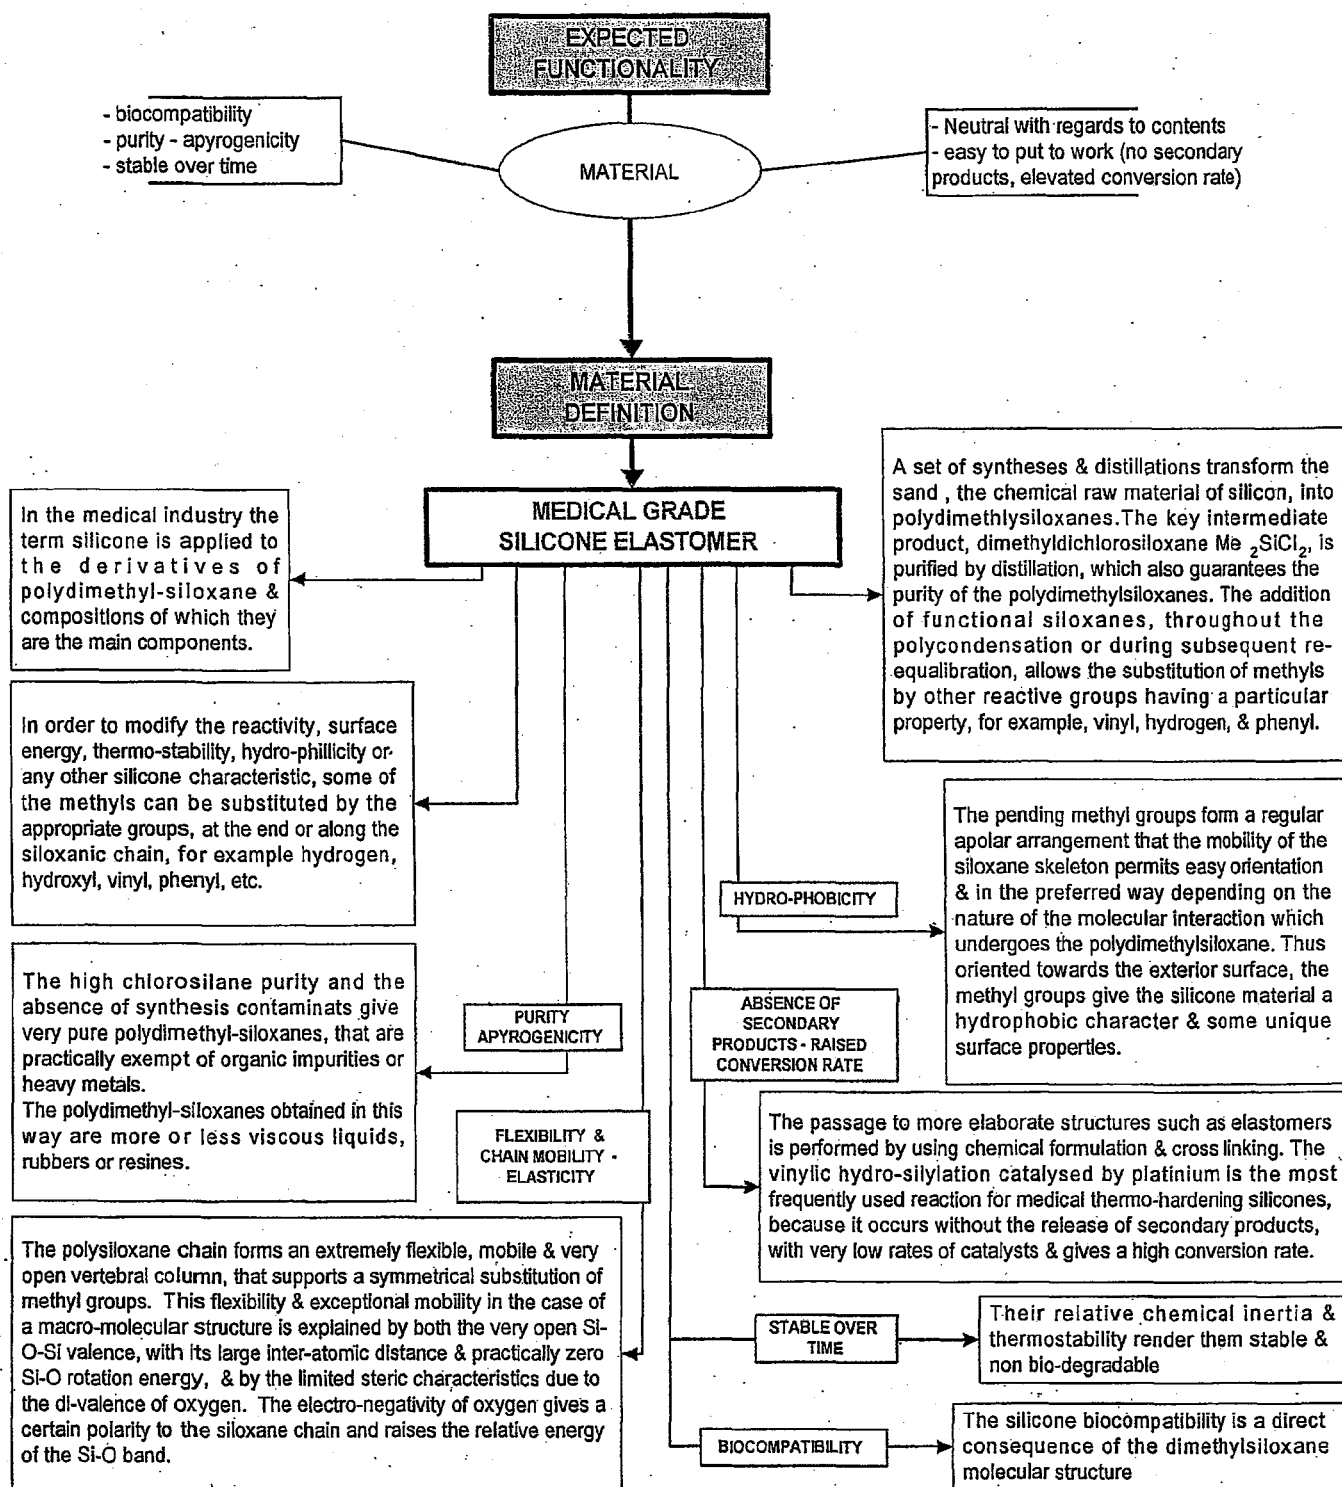 EXPECTED
FUNCTIONALITY
- biocompatibility
- purity - apyrogenicity
- stable over time
MATERIAL
- Neutral with regards to contents
- easy to put to work (no secondary
products, elevated conversion rate)
MATERIAL
DEFINITION
MEDICAL GRADE
SILICONE ELASTOMER
In the medical industry the
term silicone is applied to
the derivatives of
polydimethyl-siloxane &
compositions of which they
are the main components.
A set of syntheses & distillations transform the
sand , the chemical raw material of silicon, into
polydimethlysiloxanes.The key intermediate
product, dimethyldichlorosiloxane Me ₂SiCl₂, is
purified by distillation, which also guarantees the
purity of the polydimethylsiloxanes. The addition
of functional siloxanes, throughout the
polycondensation or during subsequent re-
equalibration, allows the substitution of methyls
by other reactive groups having a particular
property, for example, vinyl, hydrogen, & phenyl.
In order to modify the reactivity, surface
energy, thermo-stability, hydro-phillicity or
any other silicone characteristic, some of
the methyls can be substituted by the
appropriate groups, at the end or along the
siloxanic chain, for example hydrogen,
hydroxyl, vinyl, phenyl, etc.
HYDRO-PHOBICITY
The pending methyl groups form a regular
apolar arrangement that the mobility of the
siloxane skeleton permits easy orientation
& in the preferred way depending on the
nature of the molecular interaction which
undergoes the polydimethylsiloxane. Thus
oriented towards the exterior surface, the
methyl groups give the silicone material a
hydrophobic character & some unique
surface properties.
The high chlorosilane purity and the
absence of synthesis contaminats give
very pure polydimethyl-siloxanes, that are
practically exempt of organic impurities or
heavy metals.
The polydimethyl-siloxanes obtained in this
way are more or less viscous liquids,
rubbers or resines.
PURITY
APYROGENICITY
ABSENCE OF
SECONDARY
PRODUCTS - RAISED
CONVERSION RATE
FLEXIBILITY &
CHAIN MOBILITY -
ELASTICITY
The passage to more elaborate structures such as elastomers
is performed by using chemical formulation & cross linking. The
vinylic hydro-silylation catalysed by platinium is the most
frequently used reaction for medical thermo-hardening silicones,
because it occurs without the release of secondary products,
with very low rates of catalysts & gives a high conversion rate.
The polysiloxane chain forms an extremely flexible, mobile & very
open vertebral column, that supports a symmetrical substitution of
methyl groups. This flexibility & exceptional mobility in the case of
a macro-molecular structure is explained by both the very open Si-
O-Si valence, with its large inter-atomic distance & practically zero
Si-O rotation energy, & by the limited steric characteristics due to
the di-valence of oxygen. The electro-negativity of oxygen gives a
certain polarity to the siloxane chain and raises the relative energy
of the Si-O band.
STABLE OVER
TIME
Their relative chemical inertia &
thermostability render them stable &
non bio-degradable
BIOCOMPATIBILITY
The silicone biocompatibility is a direct
consequence of the dimethylsiloxane
molecular structure